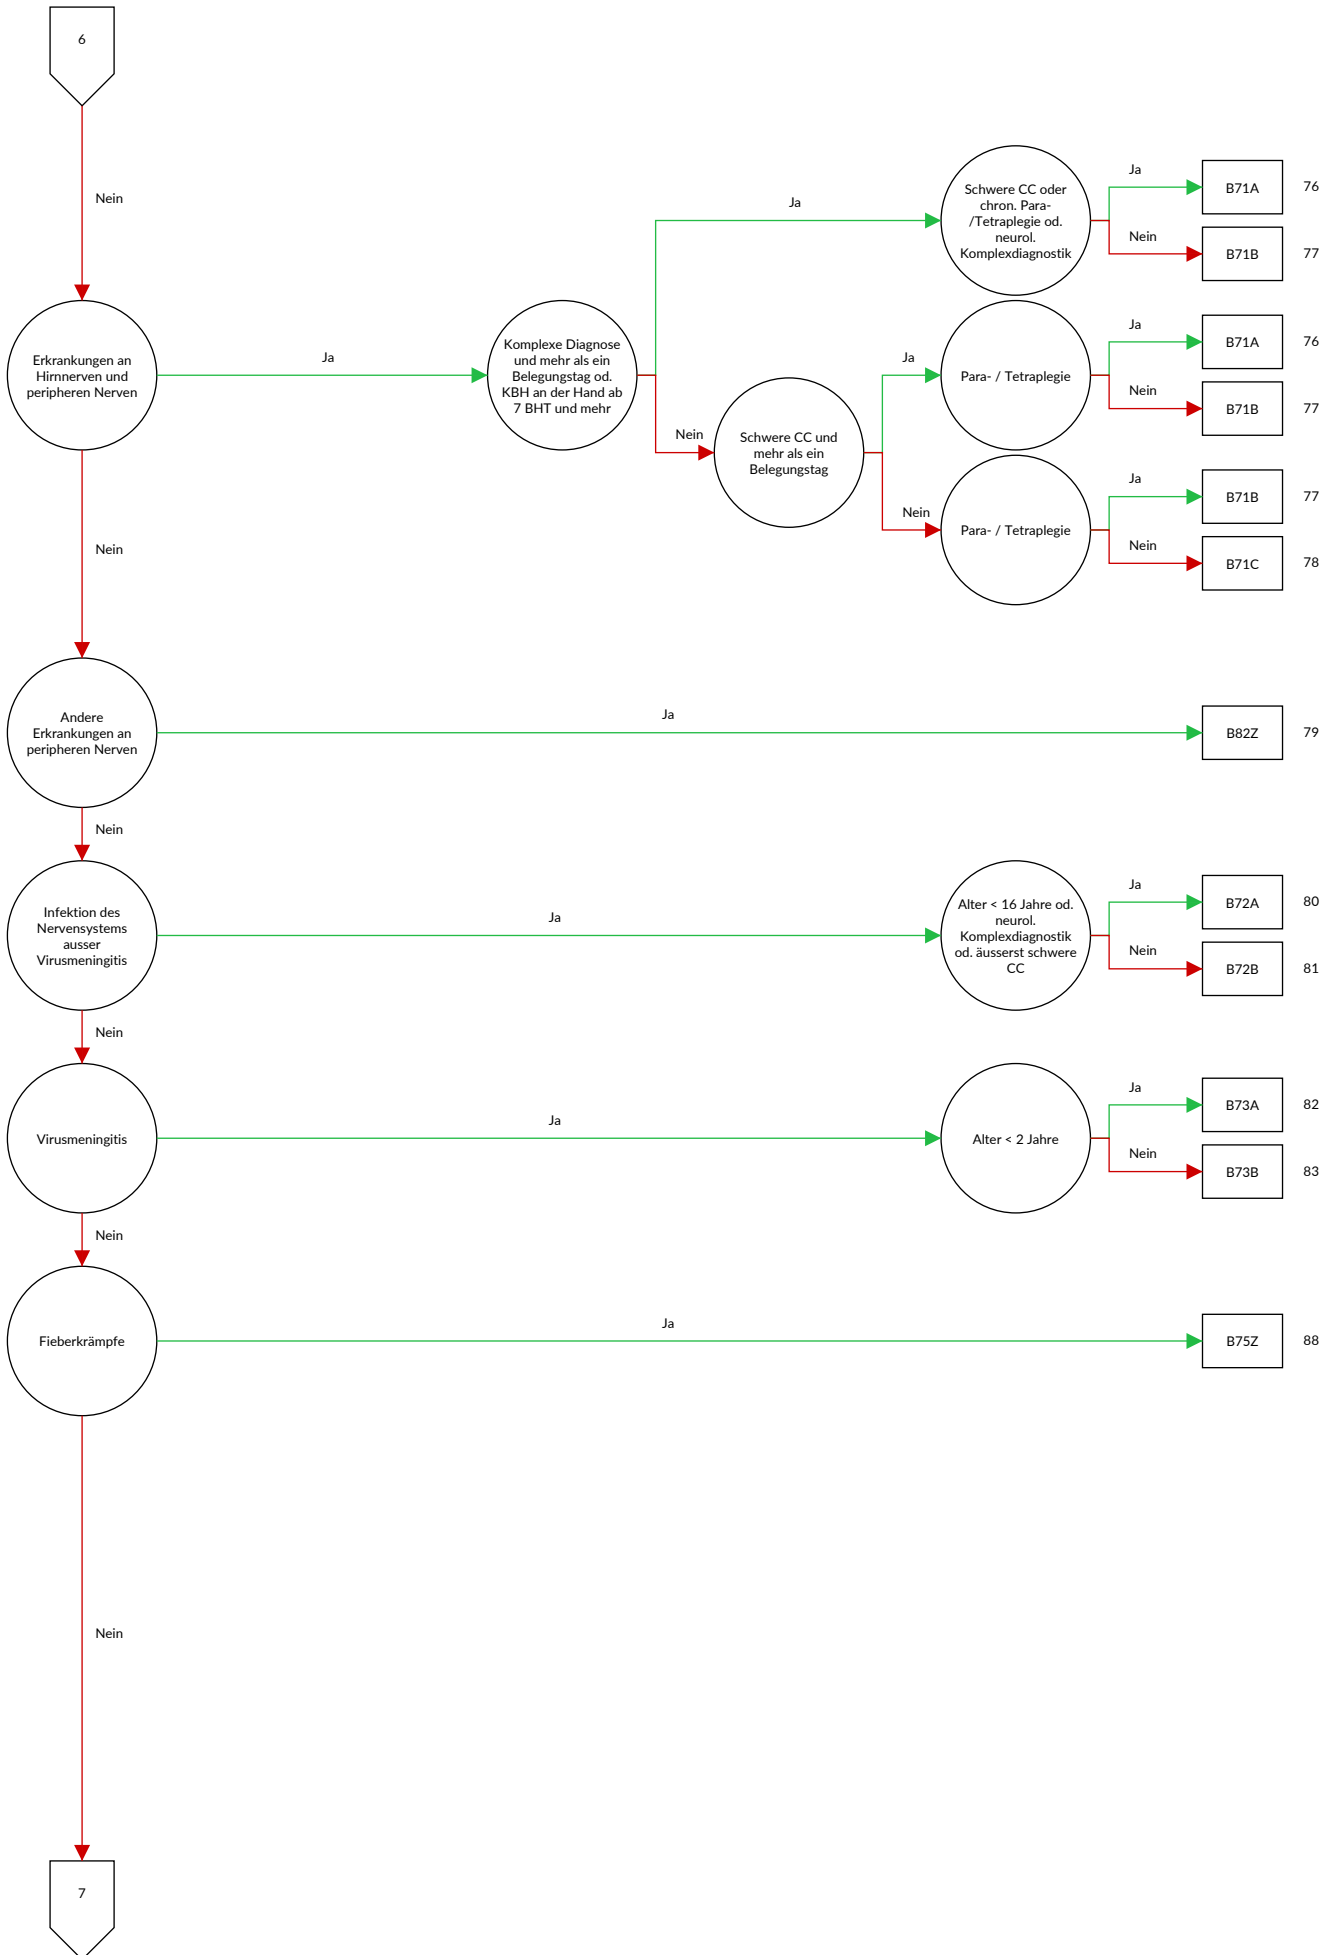 6
Nein
Erkrankungen an
Hirnnerven und
peripheren Nerven
Ja
Komplexe Diagnose
und mehr als ein
Belegungstag od.
KBH an der Hand ab
7 BHT und mehr
Ja
Schwere CC oder
chron. Para-
/Tetraplegie od.
neurol.
Komplexdiagnostik
Ja
B71A
76
Nein
B71B
77
Nein
Schwere CC und
mehr als ein
Belegungstag
Ja
Para- / Tetraplegie
Ja
B71A
76
Nein
B71B
77
Nein
Para- / Tetraplegie
Ja
B71B
77
Nein
B71C
78
Nein
Andere
Erkrankungen an
peripheren Nerven
Ja
B82Z
79
Nein
Infektion des
Nervensystems
ausser
Virusmeningitis
Ja
Alter < 16 Jahre od.
neurol.
Komplexdiagnostik
od. äusserst schwere
CC
Ja
B72A
80
Nein
B72B
81
Nein
Virusmeningitis
Ja
Alter < 2 Jahre
Ja
B73A
82
Nein
B73B
83
Nein
Fieberkrämpfe
Ja
B75Z
88
Nein
7